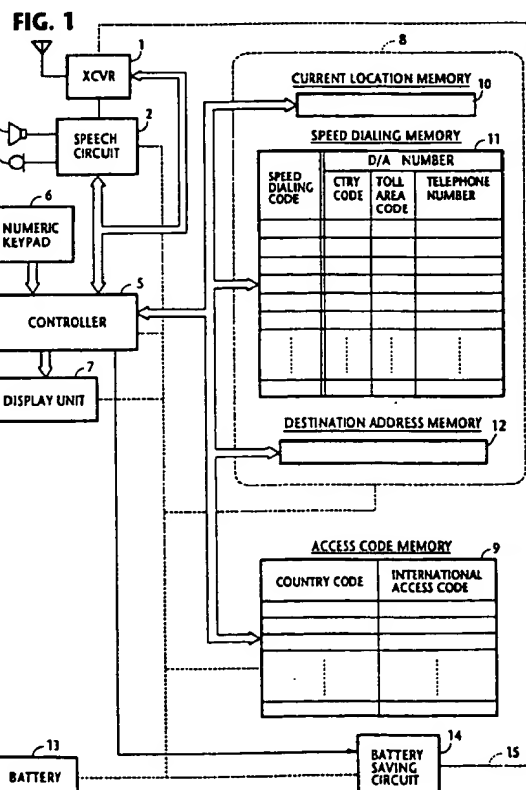 FIG. 1
1
XCVR
2
SPEECH
CIRCUIT
6
NUMERIC
KEYPAD
5
CONTROLLER
7
DISPLAY UNIT
8
CURRENT LOCATION MEMORY
10
SPEED DIALING MEMORY
11
SPEED
DIALING
CODE
D/A NUMBER
CTRY
CODE
TOLL
AREA
CODE
TELEPHONE
NUMBER
DESTINATION ADDRESS MEMORY
12
ACCESS CODE MEMORY
9
COUNTRY CODE
INTERNATIONAL
ACCESS CODE
13
BATTERY
14
BATTERY
SAVING
CIRCUIT
15